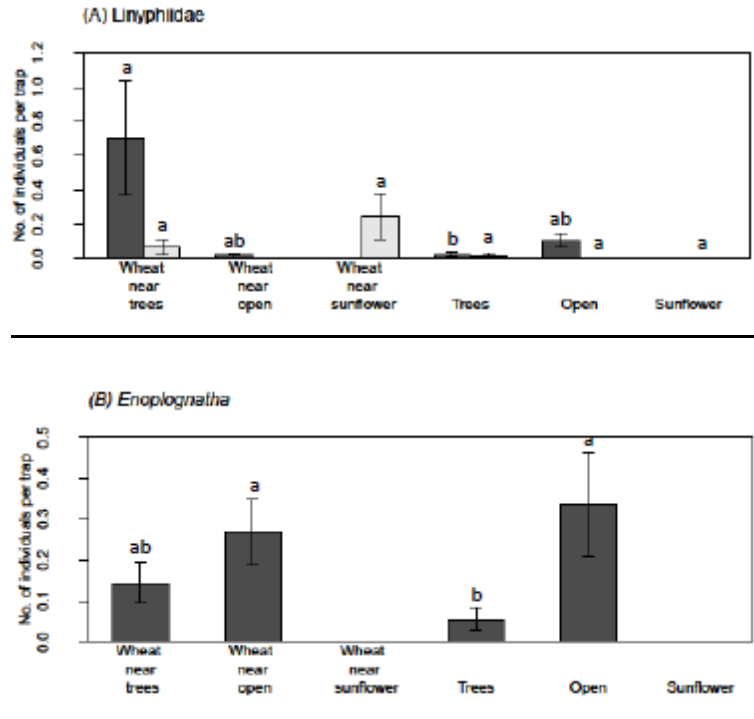 (A) Linyphiidae
No. of individuals per trap
1.2
1.0
0.8
0.6
0.4
0.2
0.0
a
a
ab
a
b
a
ab
a
a
Wheat near trees
Wheat near open
Wheat near sunflower
Trees
Open
Sunflower
(B) Enoplognatha
No. of individuals per trap
0.5
0.4
0.3
0.2
0.1
0.0
ab
a
b
a
Wheat near trees
Wheat near open
Wheat near sunflower
Trees
Open
Sunflower